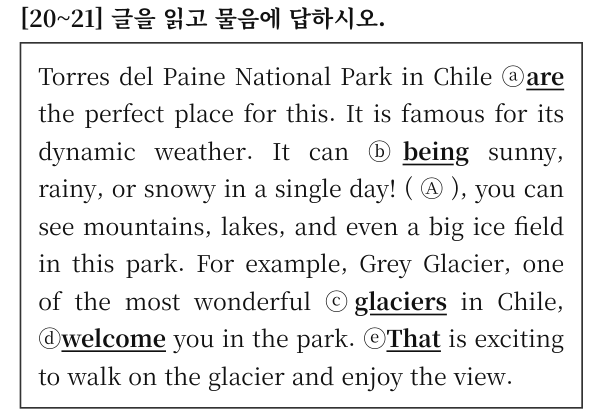 [20~21] 글을 읽고 물음에 답하시오.
Torres del Paine National Park in Chile ⓐare
the perfect place for this. It is famous for its
dynamic weather. It can ⓑ being sunny,
rainy, or snowy in a single day! ( Ⓐ ), you can
see mountains, lakes, and even a big ice field
in this park. For example, Grey Glacier, one
of the most wonderful ⓒ glaciers in Chile,
ⓓwelcome you in the park. ⓔThat is exciting
to walk on the glacier and enjoy the view.